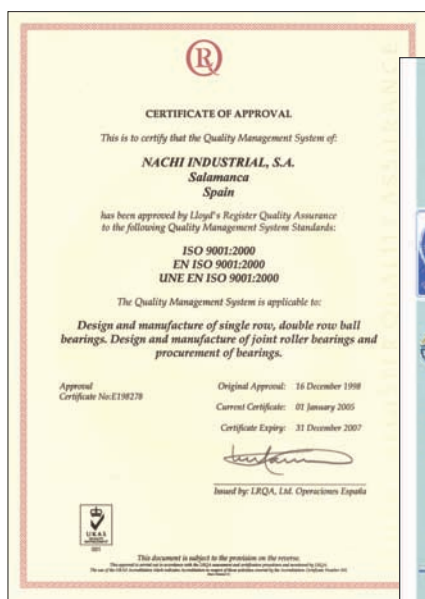 R
CERTIFICATE OF APPROVAL
This is to certify that the Quality Management System of:
NACHI INDUSTRIAL, S.A.
Salamanca
Spain
has been approved by Lloyd's Register Quality Assurance
to the following Quality Management System Standards:
ISO 9001:2000
EN ISO 9001:2000
UNE EN ISO 9001:2000
The Quality Management System is applicable to:
Design and manufacture of single row, double row ball
bearings. Design and manufacture of joint roller bearings and
procurement of bearings.
Approval
Certificate No:E198278
Original Approval: 16 December 1998
Current Certificate: 01 January 2005
Certificate Expiry: 31 December 2007
Issued by: LRQA, Ltd. Operaciones España
UKAS
QUALITY
MANAGEMENT
001
This document is subject to the provision on the reverse.